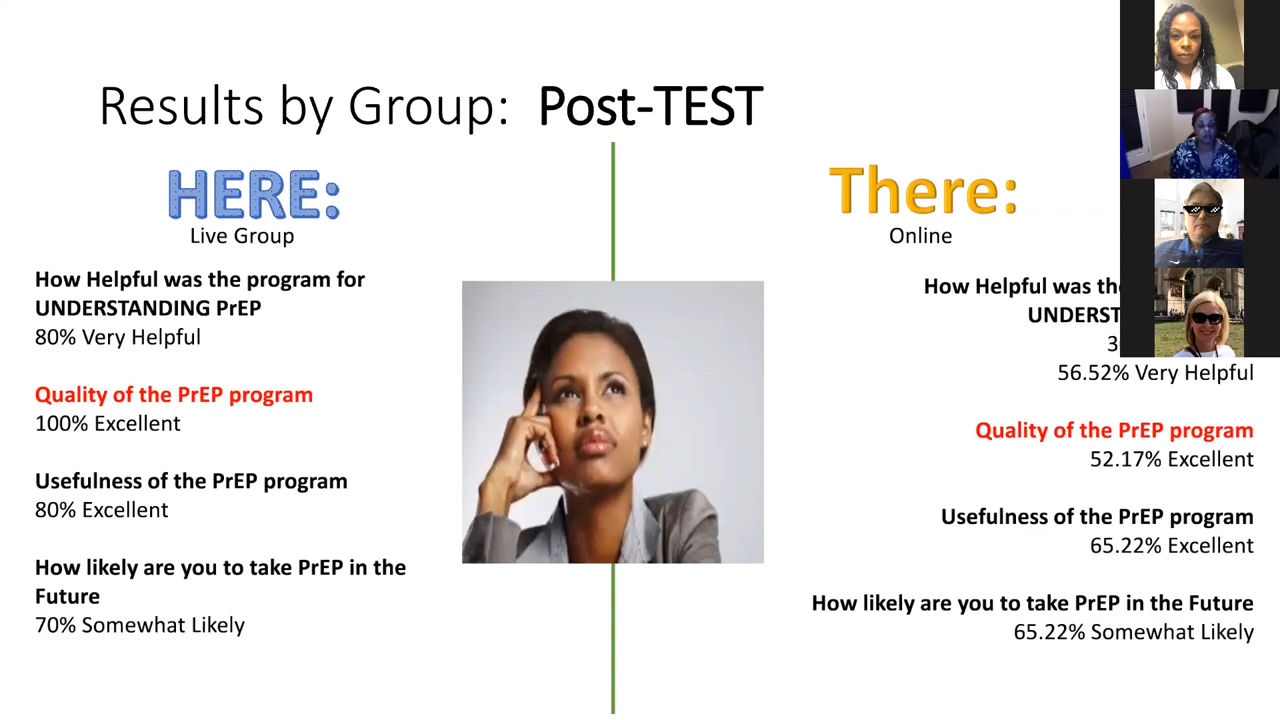 Results by Group: Post-TEST
HERE:
Live Group
How Helpful was the program for
UNDERSTANDING PrEP
80% Very Helpful
Quality of the PrEP program
100% Excellent
Usefulness of the PrEP program
80% Excellent
How likely are you to take PrEP in the
Future
70% Somewhat Likely
There:
Online
How Helpful was
56.52% Very Helpful
Quality of the PrEP program
52.17% Excellent
Usefulness of the PrEP program
65.22% Excellent
How likely are you to take PrEP in the Future
65.22% Somewhat Likely